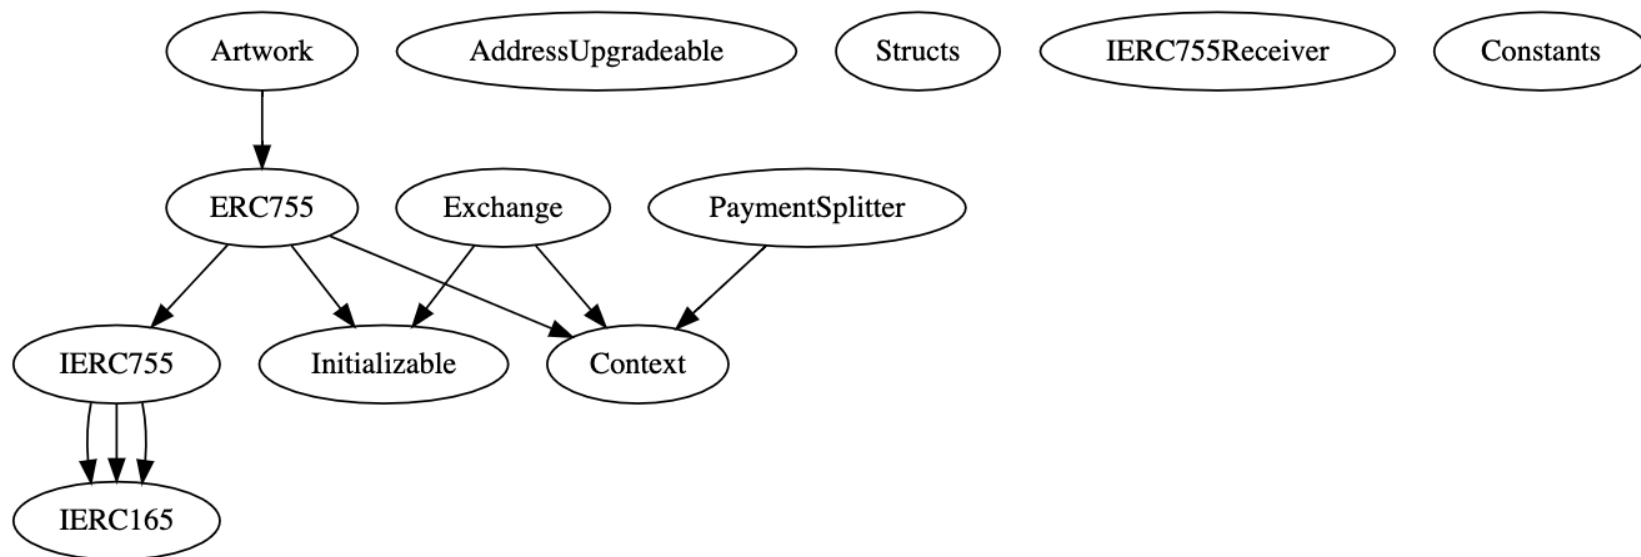 Artwork
AddressUpgradeable
Structs
IERC755Receiver
Constants
ERC755
Exchange
PaymentSplitter
IERC755
Initializable
Context
IERC165